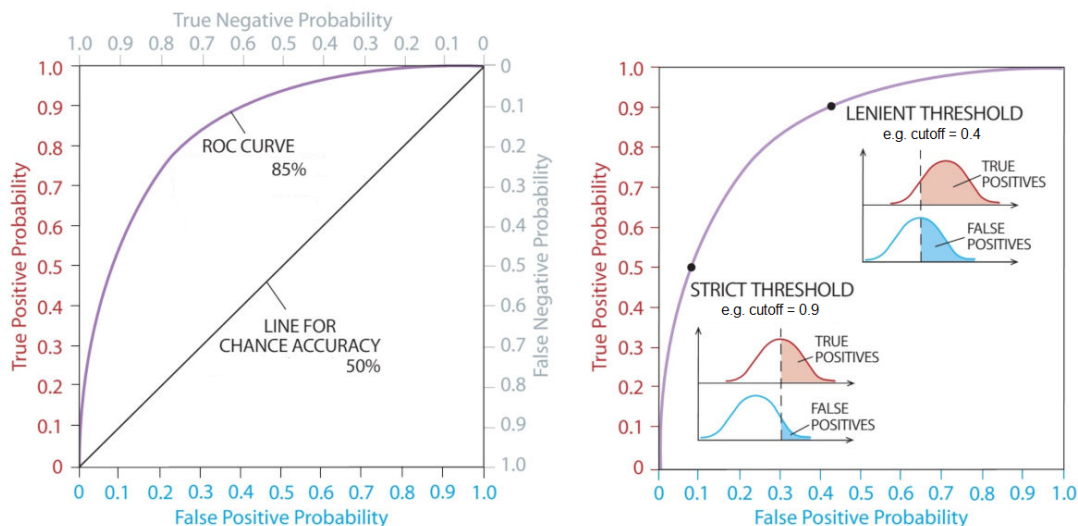 True Negative Probability
1.0 0.9 0.8 0.7 0.6 0.5 0.4 0.3 0.2 0.1 0
True Positive Probability
1.0
0.9
0.8
0.7
0.6
0.5
0.4
0.3
0.2
0.1
0
ROC CURVE
85%
LINE FOR
CHANCE ACCURACY
50%
0
0.1
0.2
0.3
0.4
0.5
0.6
0.7
0.8
0.9
1.0
False Negative Probability
0 0.1 0.2 0.3 0.4 0.5 0.6 0.7 0.8 0.9 1.0
False Positive Probability
True Positive Probability
1.0
0.9
0.8
0.7
0.6
0.5
0.4
0.3
0.2
0.1
0
LENIENT THRESHOLD
e.g. cutoff = 0.4
TRUE
POSITIVES
FALSE
POSITIVES
STRICT THRESHOLD
e.g. cutoff = 0.9
TRUE
POSITIVES
FALSE
POSITIVES
0 0.1 0.2 0.3 0.4 0.5 0.6 0.7 0.8 0.9 1.0
False Positive Probability